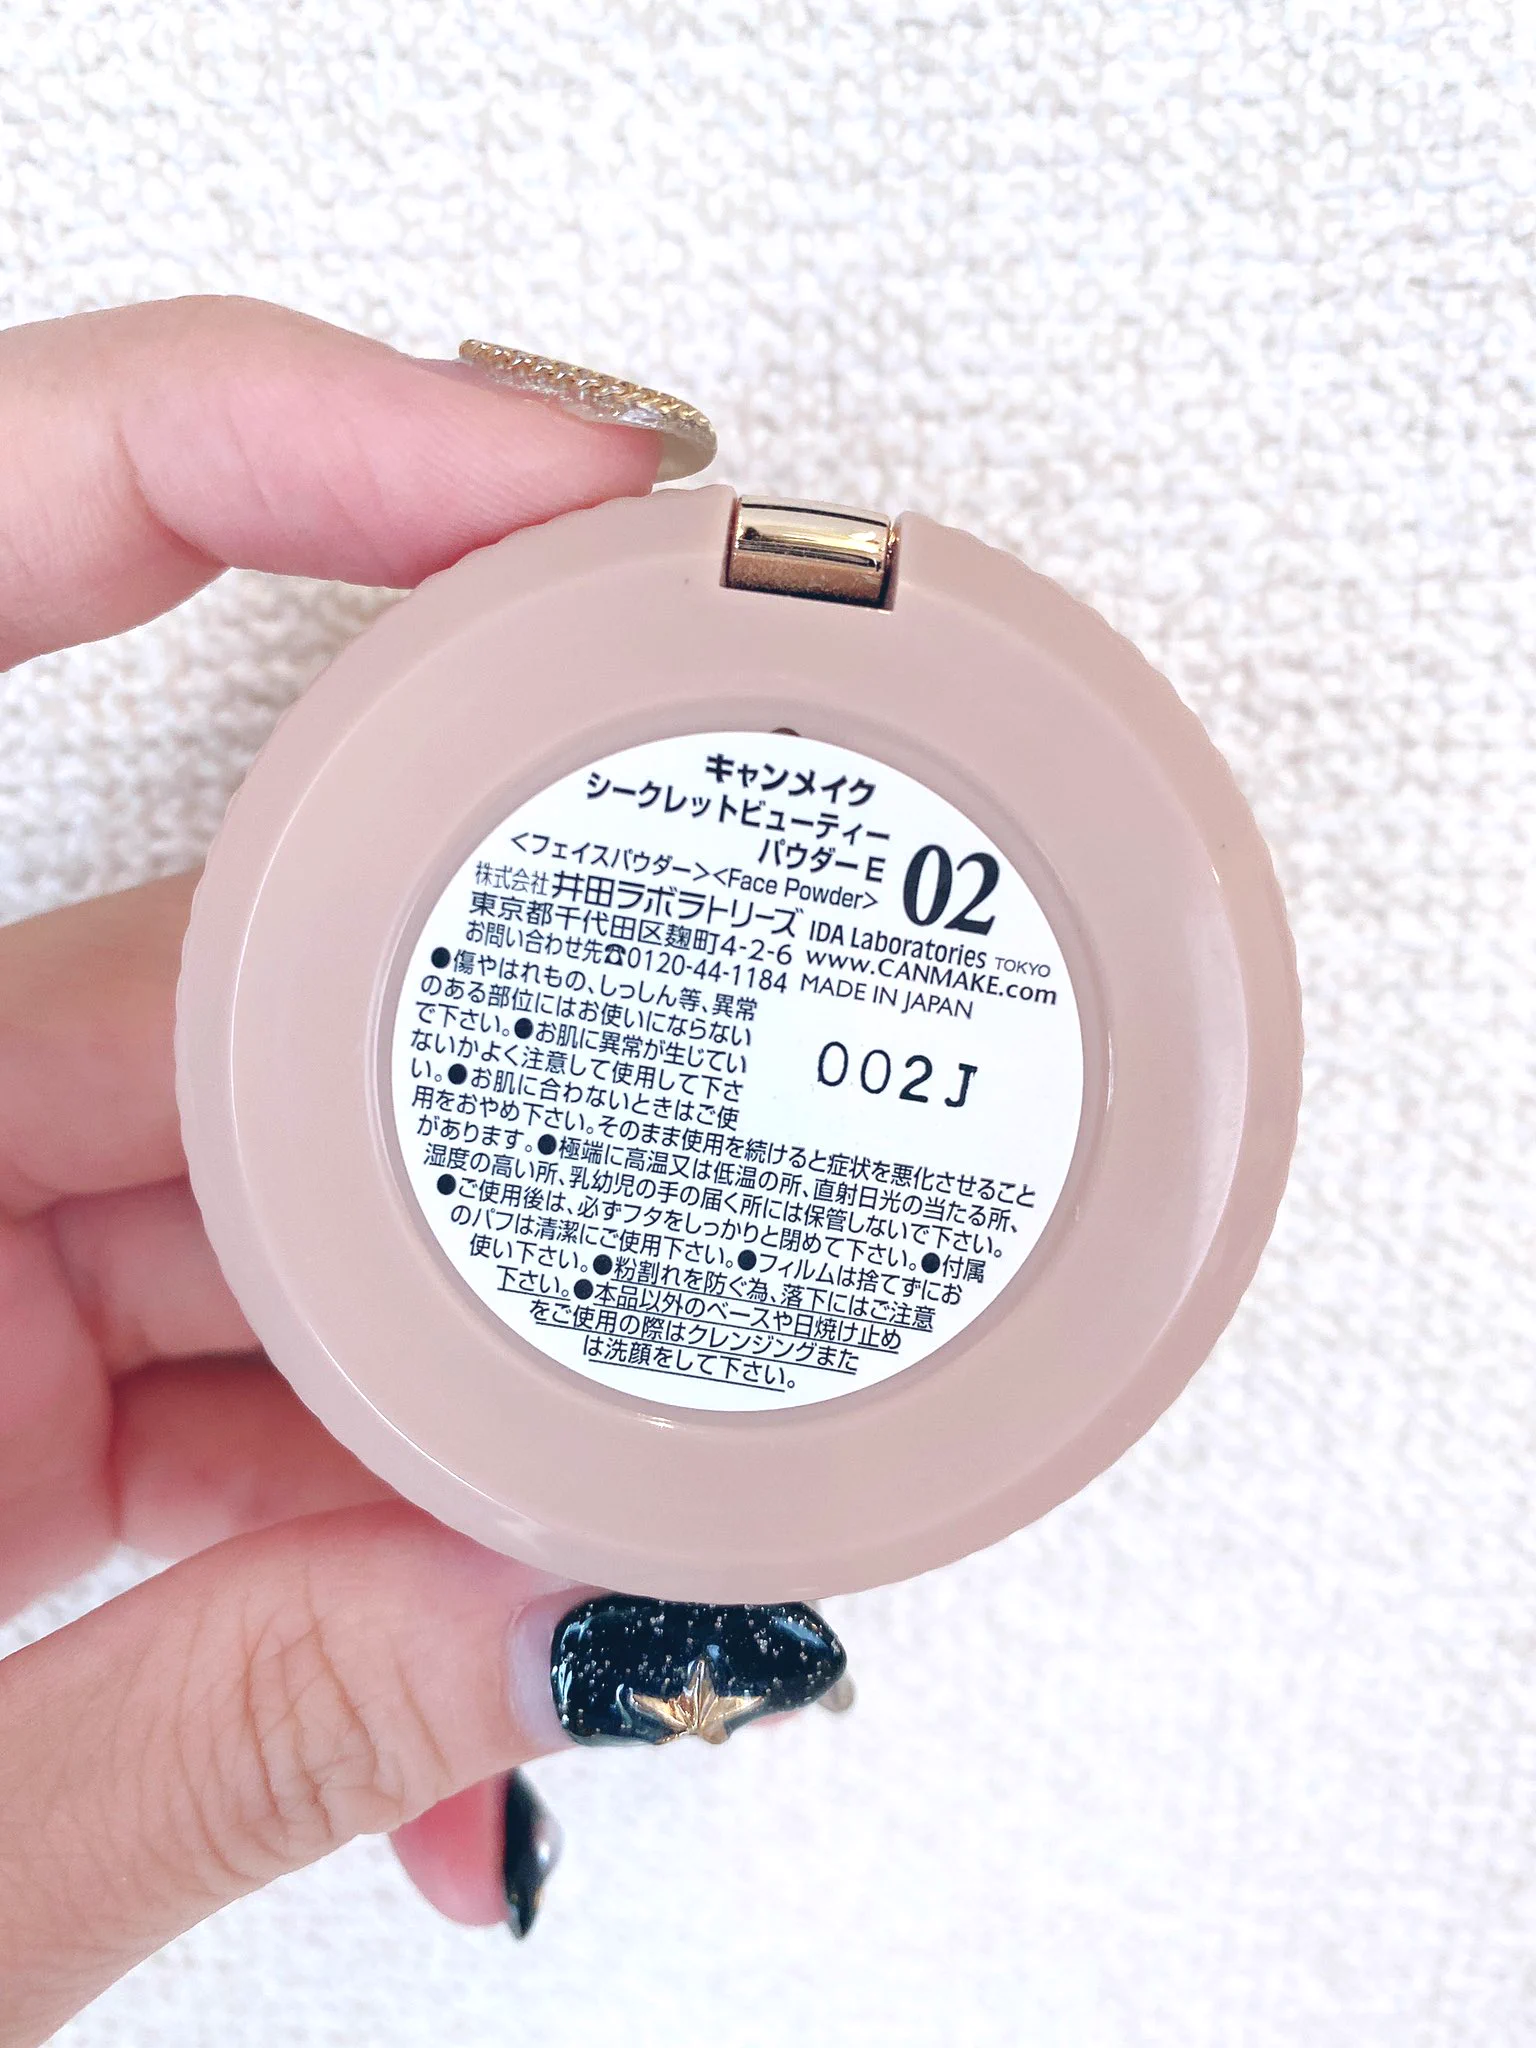 キャンメイク
シークレットビューティー
パウダー E
02
<フェイスパウダー><Face Powder>
株式会社 井田ラボラトリーズ IDA Laboratories TOKYO
東京都千代田区麹町4-2-6 www.CANMAKE.com
お問い合わせ先☎0120-44-1184 MADE IN JAPAN
●傷やはれもの、しっしん等、異常
のある部位にはお使いにならない
で下さい。●お肌に異常が生じてい
ないかよく注意して使用して下さ
い。●お肌に合わないときはご使
用をおやめ下さい。そのまま使用を続けると症状を悪化させること
があります。●極端に高温又は低温の所、直射日光の当たる所、
湿度の高い所、乳幼児の手の届く所には保管しないで下さい。
●ご使用後は、必ずフタをしっかりと閉めて下さい。●付属
のパフは清潔にご使用下さい。●フィルムは捨てずにお
使い下さい。●粉割れを防ぐ為、落下にはご注意
下さい。●本品以外のベースや日焼け止め
をご使用の際はクレンジングまた
は洗顔をして下さい。
002J